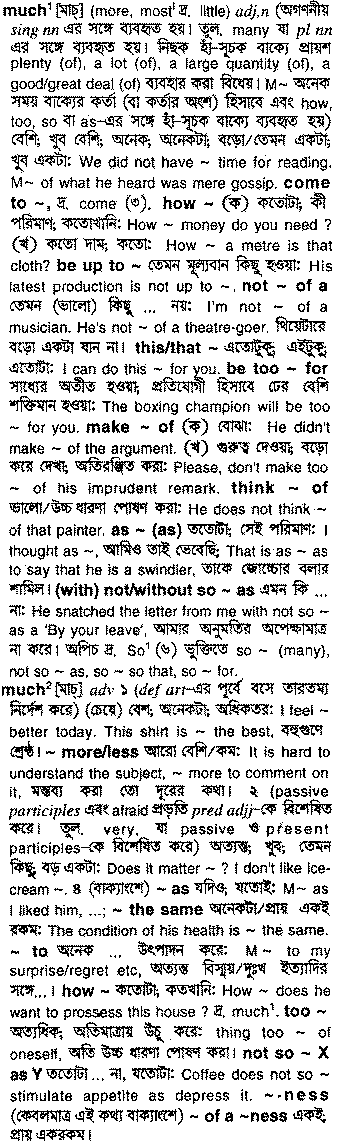 much¹ [মাচ্] (more, most দ্র. little) adj,n (অগণনীয়
sing nn এর সঙ্গে ব্যবহৃত হয়। তুল, many যা pl nn
এর সঙ্গে ব্যবহৃত হয়। নিছক হাঁ-সূচক বাক্যে প্রায়শ
plenty (of), a lot (of), a large quantity (of), a
good/great deal (of) ব্যবহার করা বিধেয়। M~ অনেক
সময় বাক্যের কর্তা (বা কর্তার অংশ) হিসাবে এবং how,
too, so বা as-এর সঙ্গে হাঁ-সূচক বাক্যে ব্যবহৃত হয়)
বেশি; খুব বেশি; অনেক; অনেকটা; বড়ো/তেমন একটা;
খুব একটা: We did not have ~ time for reading.
M~ of what he heard was mere gossip. come
to ~, দ্র. come (৩). how ~ (ক) কতোটা; কী
পরিমাণ; কতোখানি: How ~ money do you need ?
(খ) কতো দাম; কতো: How ~ a metre is that
cloth? be up to ~ তেমন মূল্যবান কিছু হওয়া: His
latest production is not up to ~, not ~ of a
তেমন (ভালো) কিছু ... নয়: I'm not ~ of a
musician. He's not ~ of a theatre-goer. থিয়েটারে
বড়ো একটা যান না। this/that ~ এতোটুকু; এইটুকু;
এতোটা: I can do this ~ for you. be too ~ for
সাধ্যের অতীত হওয়া; প্রতিযোগী হিসাবে ঢের বেশি
শক্তিমান হওয়া: The boxing champion will be too
~ for you. make ~ of (ক) বোঝা: He didn't
make ~ of the argument. (খ) গুরুত্ব দেওয়া; বড়ো
করে দেখা; অতিরঞ্জিত করা: Please, don't make too
~ of his imprudent remark. think ~ of
ভালো/উচ্চ ধারণা পোষণ করা: He does not think ~
of that painter. as ~ (as) ততোটা; সেই পরিমাণ: I
thought as ~, আমিও তাই ভেবেছি; That is as ~ as
to say that he is a swindler, তাকে জোচ্চোর বলার
শামিল। (with) not/without so ~ as এমন কি ...
না: He snatched the letter from me with not so ~
as a 'By your leave', আমার অনুমতির অপেক্ষামাত্র
না করে। অপিচ দ্র. So¹ (৬) ভুক্তিতে so ~ (many),
not so ~ as, so ~ so that, so ~ for.
much² [মাচ্] adv ১ (def art-এর পূর্বে বসে তারতম্য
নির্দেশ করে) (চেয়ে) বেশ; অনেকটা; অধিকতর: I feel ~
better today. This shirt is ~ the best, বহুগুণে
শ্রেষ্ঠ। ~ more/less আরো বেশি/কম: It is hard to
understand the subject, ~ more to comment on
it, মন্তব্য করা তো দূরের কথা। ২ (passive
participles এবং afraid প্রভৃতি pred adjj-কে বিশেষিত
করে। তুল. very, যা passive ও present
participles-কে বিশেষিত করে) অত্যন্ত; খুব; তেমন
কিছু; বড় একটা: Does it matter ~ ? I don't like ice-
cream ~. ৪ (বাক্যাংশে) ~ as যদিও; যতোই: M~ as
I liked him, ...; ~ the same অনেকটা/প্রায় একই
রকম: The condition of his health is ~ the same.
~ to অনেক ... উৎপাদন করে: M~ to my
surprise/regret etc, অত্যন্ত বিস্ময়/দুঃখ ইত্যাদির
সঙ্গে...। how ~ কতোটা; কতখানি: How ~ does he
want to prossess this house ? দ্র. much¹. too ~
অত্যধিক; অতিমাত্রায় উঁচু করে: thing too ~ of
oneself, অতি উচ্চ ধারণা পোষণ করা। not so ~ X
as Y ততোটা ... না, যতোটা: Coffee does not so ~
stimulate appetite as depress it. ~·ness
(কেবলমাত্র এই কথ্য বাক্যাংশে) ~ of a ~ness একই;
প্রায় একরকম।